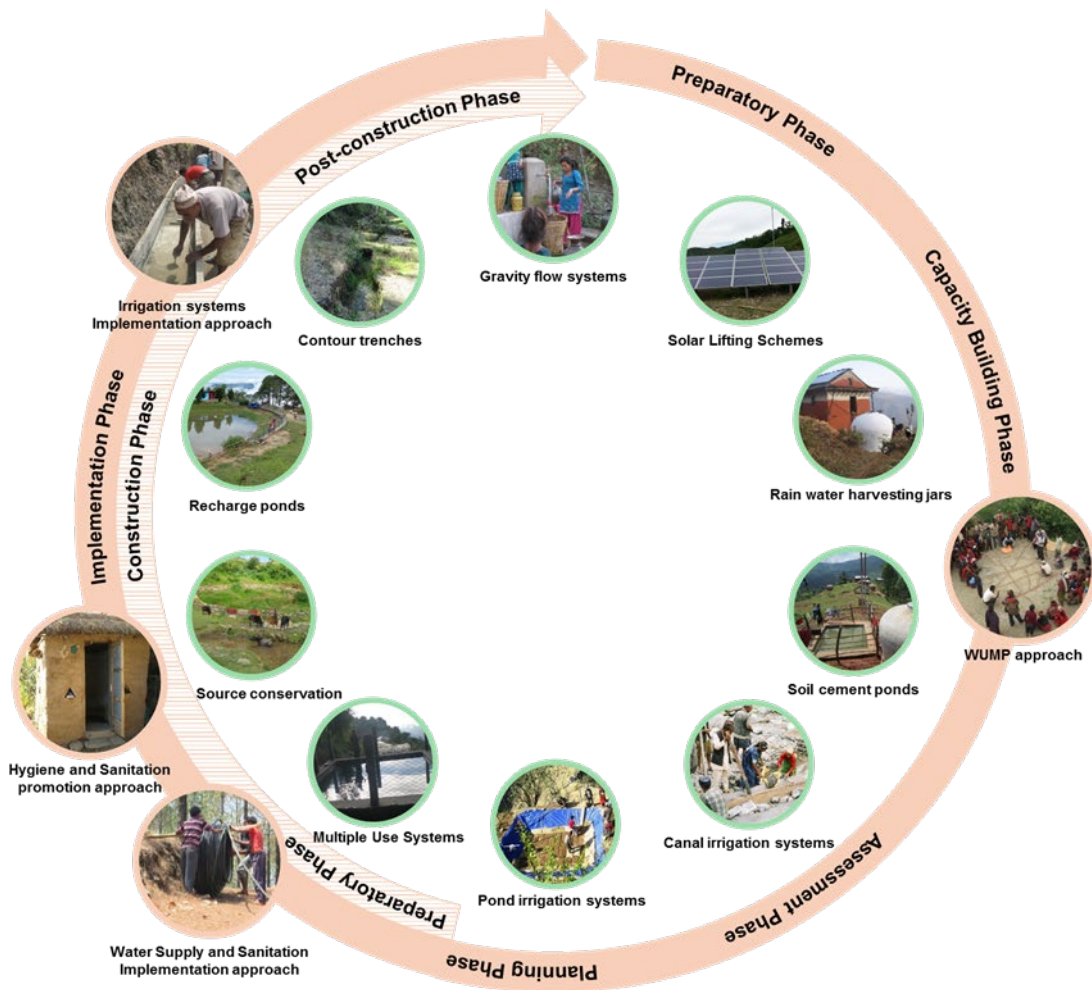 Preparatory Phase
Capacity Building Phase
Assessment Phase
Planning Phase
Implementation Phase
Preparatory Phase
Construction Phase
Post-construction Phase
Gravity flow systems
Solar Lifting Schemes
Rain water harvesting jars
Soil cement ponds
Canal irrigation systems
Pond irrigation systems
Multiple Use Systems
Source conservation
Recharge ponds
Contour trenches
WUMP approach
Water Supply and Sanitation
Implementation approach
Hygiene and Sanitation
promotion approach
Irrigation systems
Implementation approach